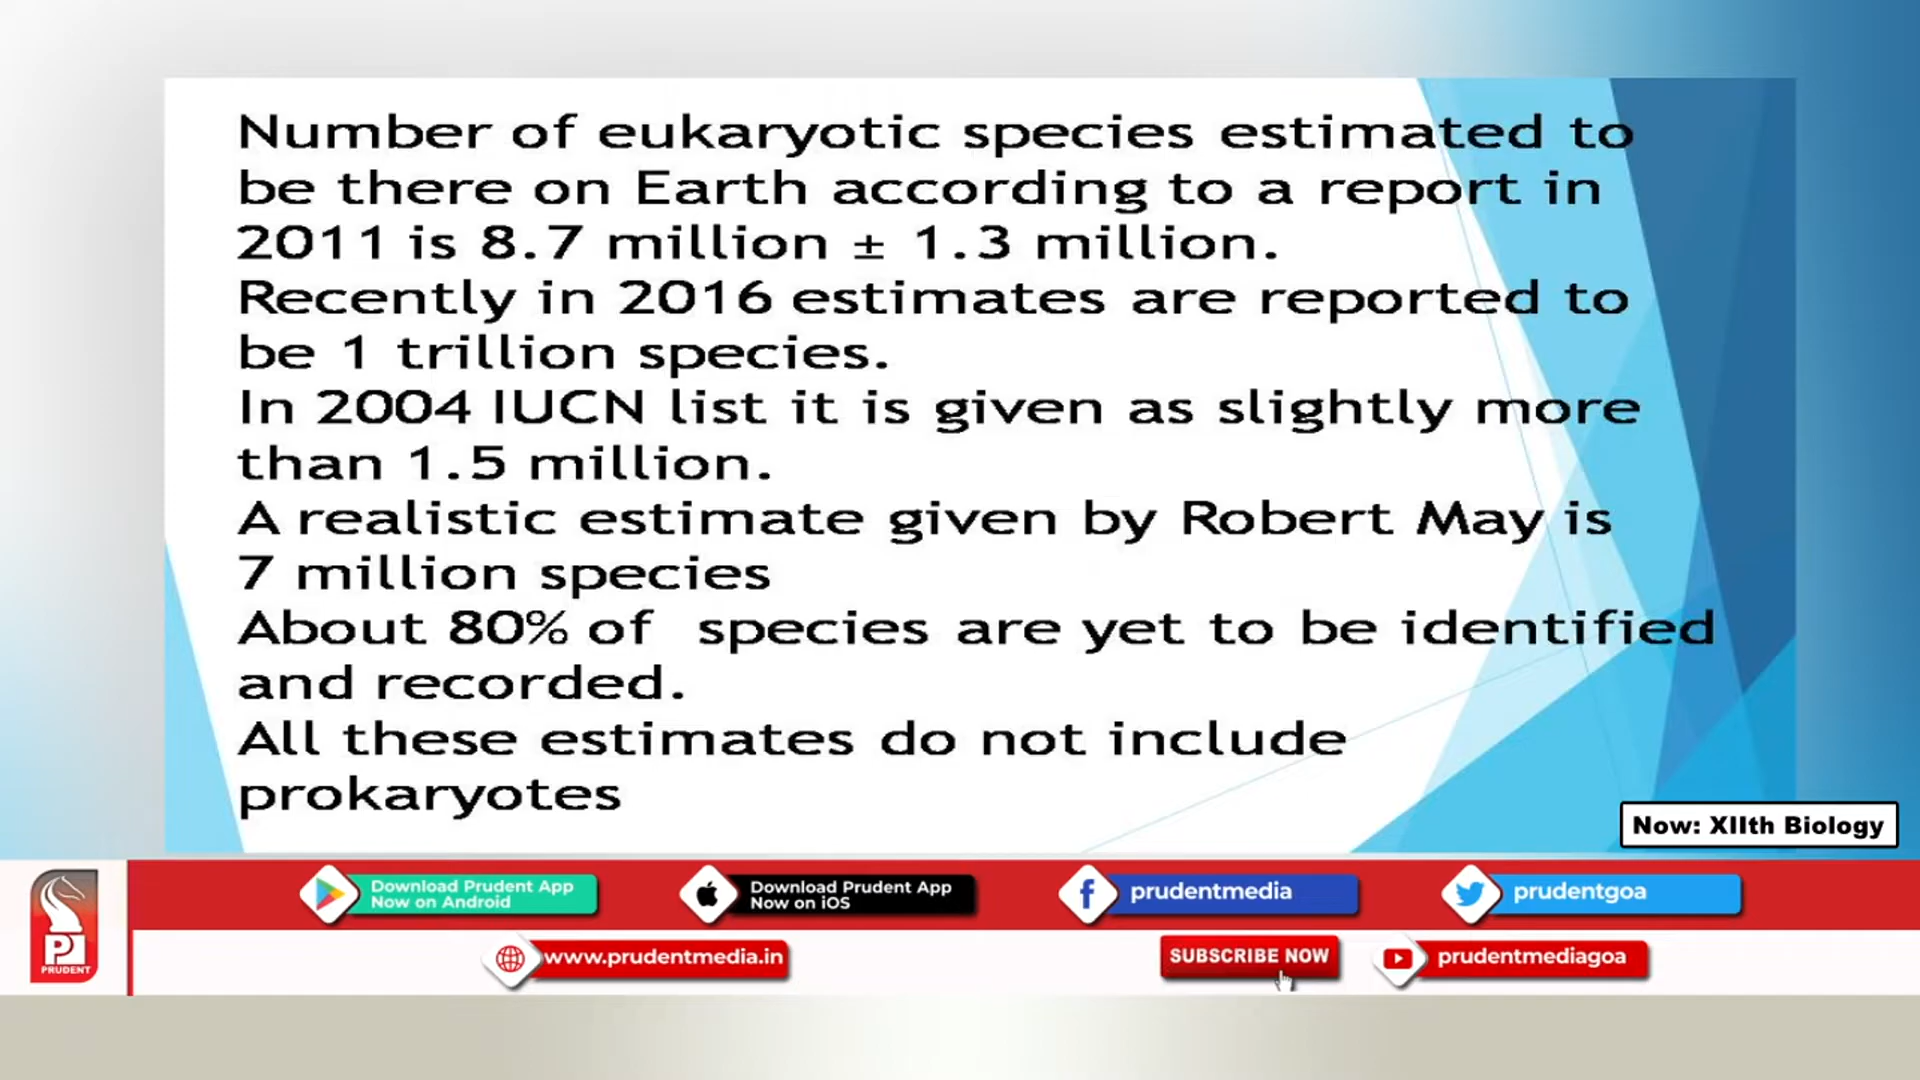 Number of eukaryotic species estimated to
be there on Earth according to a report in
2011 is 8.7 million ± 1.3 million.
Recently in 2016 estimates are reported to
be 1 trillion species.
In 2004 IUCN list it is given as slightly more
than 1.5 million.
A realistic estimate given by Robert May is
7 million species
About 80% of species are yet to be identified
and recorded.
All these estimates do not include
prokaryotes
Now: XIIth Biology
Download Prudent App
Now on Android
Download Prudent App
Now on iOS
prudentmedia
prudentgoa
PRUDENT
www.prudentmedia.in
SUBSCRIBE NOW
prudentmediagoa